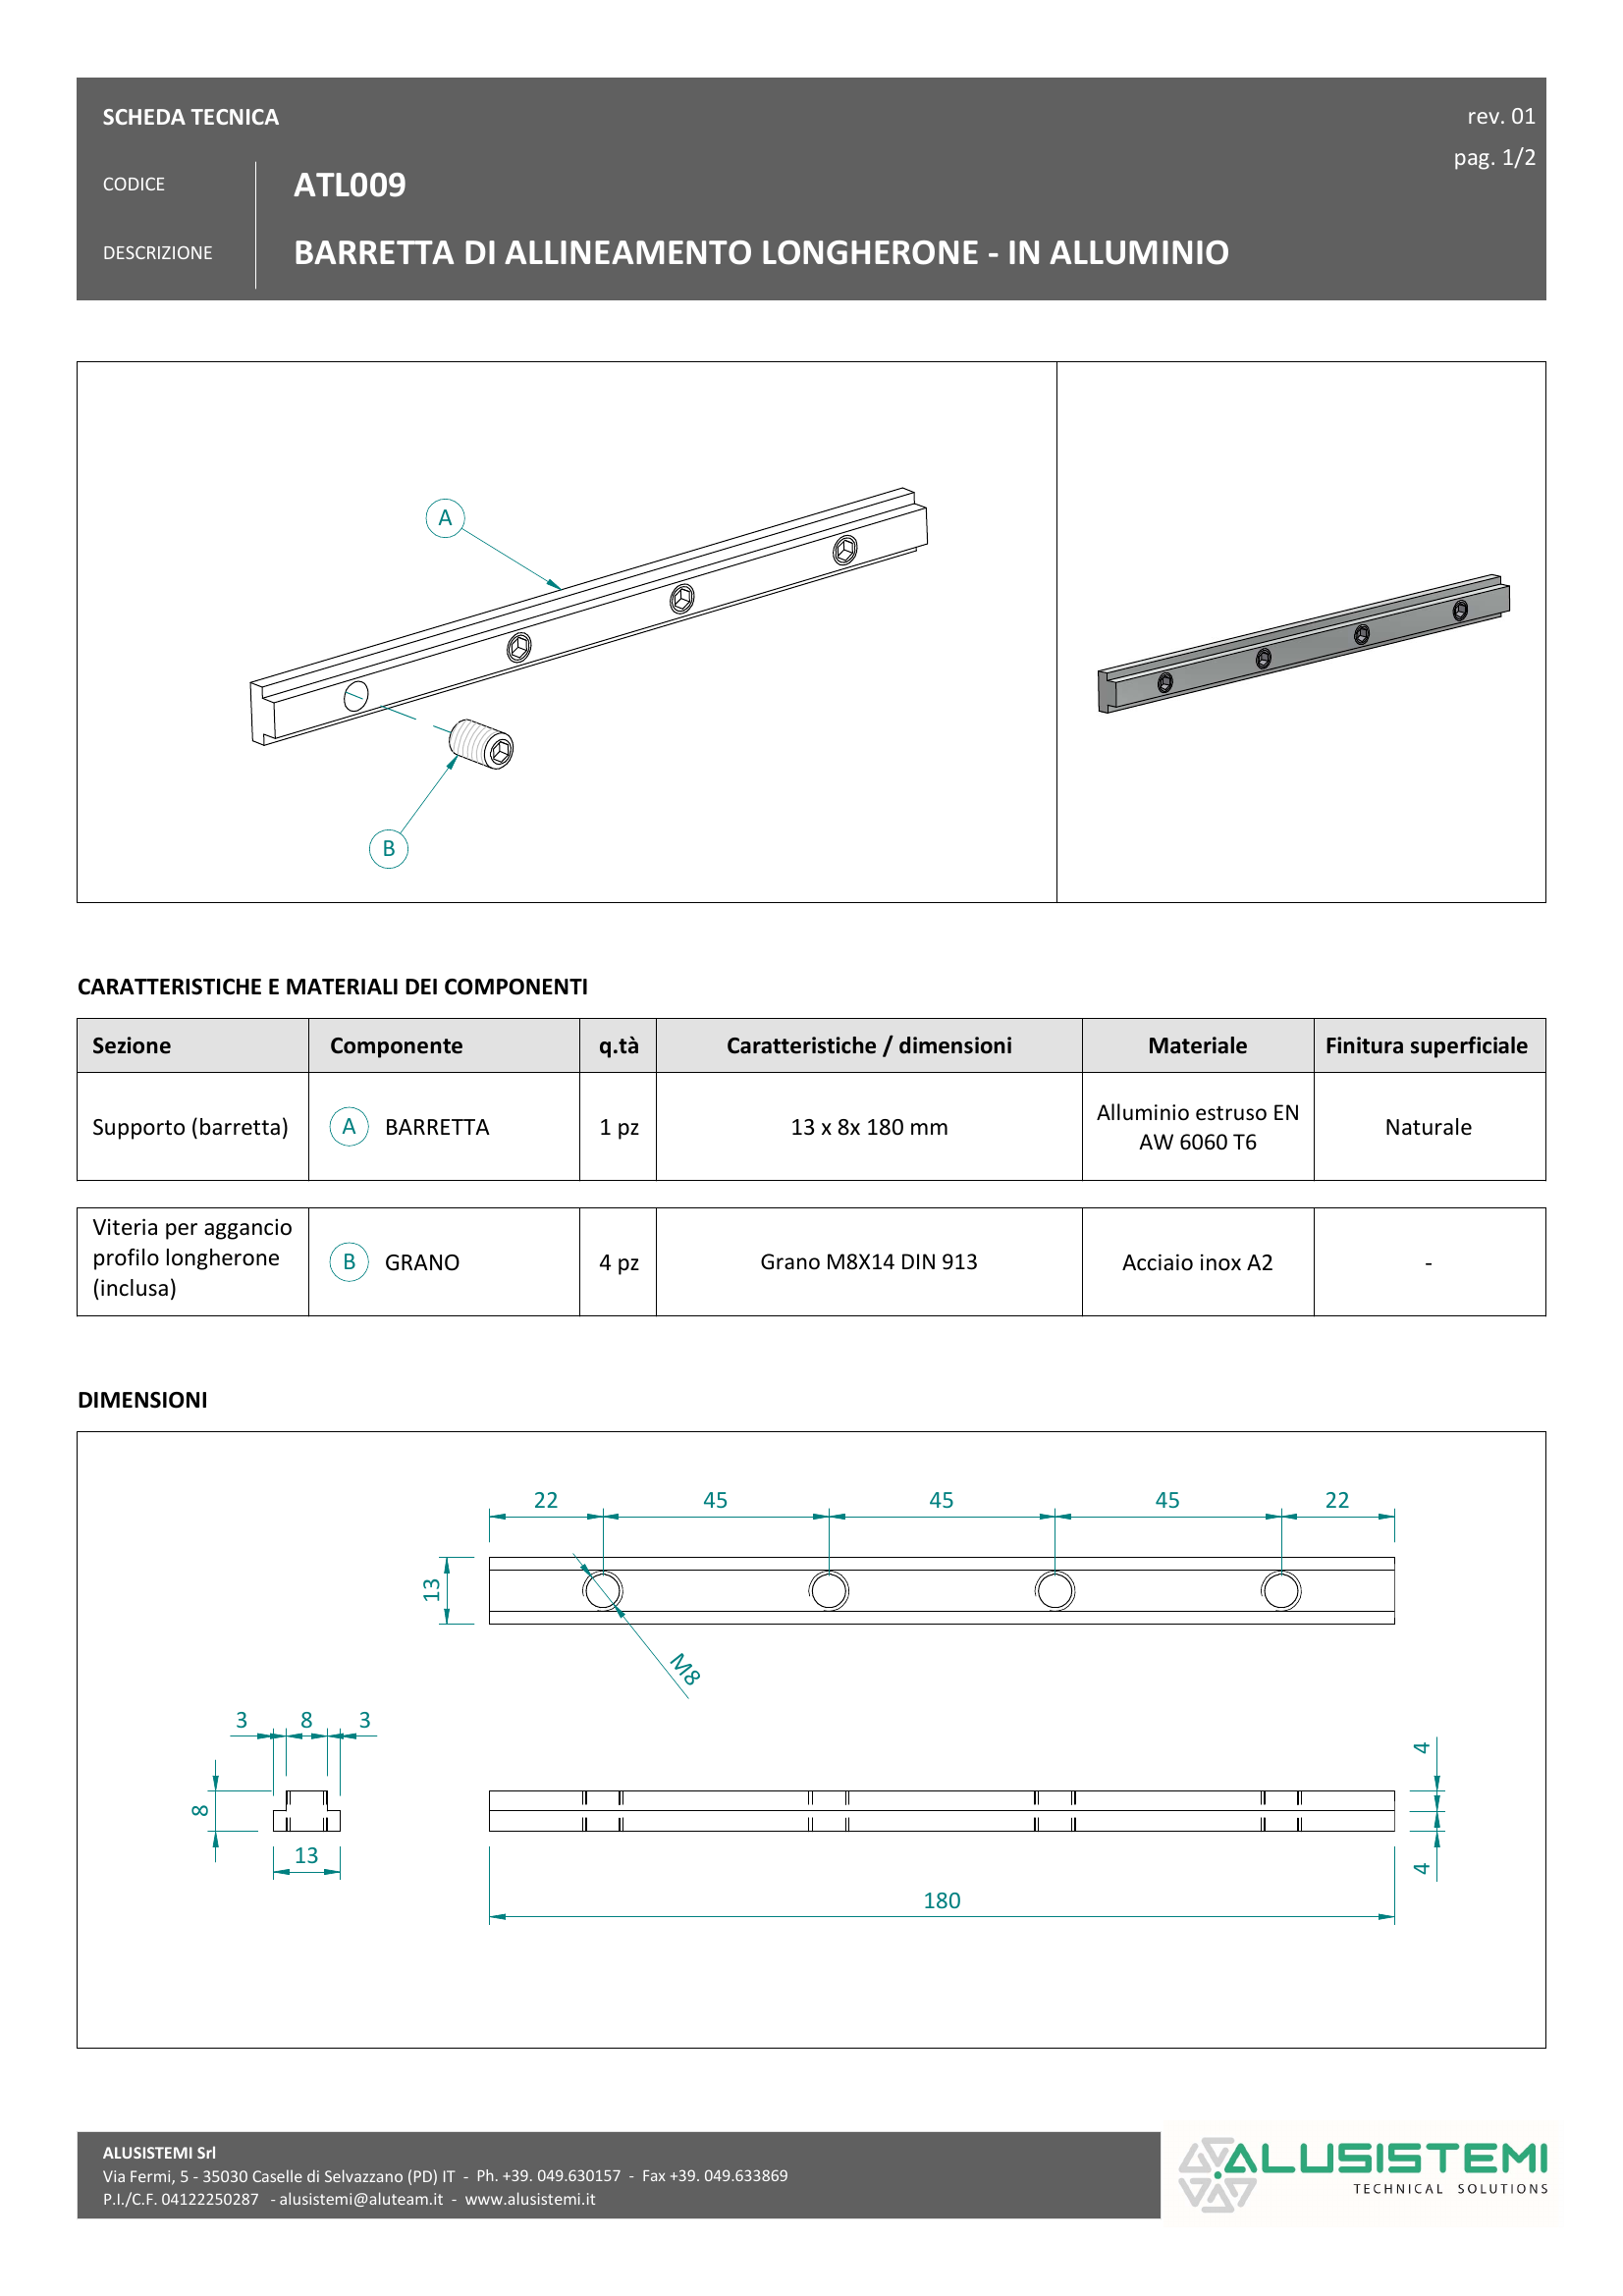 SCHEDA TECNICA
rev. 01
pag. 1/2
CODICE
ATL009
DESCRIZIONE
BARRETTA DI ALLINEAMENTO LONGHERONE - IN ALLUMINIO
A
B
CARATTERISTICHE E MATERIALI DEI COMPONENTI
Sezione Componente q.tà Caratteristiche / dimensioni Materiale Finitura superficiale
Supporto (barretta) A BARRETTA 1 pz 13 x 8x 180 mm Alluminio estruso EN
AW 6060 T6 Naturale
Viteria per aggancio
profilo longherone
(inclusa) B GRANO 4 pz Grano M8X14 DIN 913 Acciaio inox A2 -
DIMENSIONI
22 45 45 45 22
13
M8
3 8 3
4
8
13
4
180
ALUSISTEMI Srl
Via Fermi, 5 - 35030 Caselle di Selvazzano (PD) IT - Ph. +39. 049.630157 - Fax +39. 049.633869
P.I./C.F. 04122250287 - alusistemi@aluteam.it - www.alusistemi.it
ALUSISTEMI
TECHNICAL SOLUTIONS